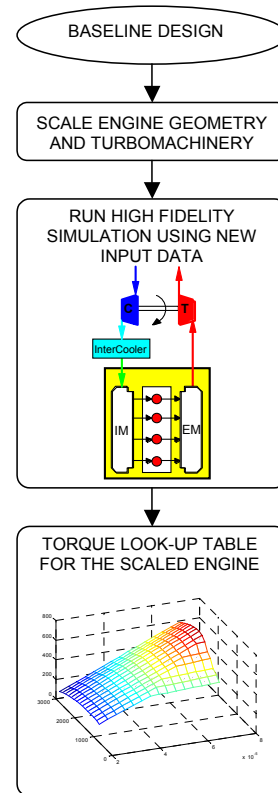 BASELINE DESIGN
SCALE ENGINE GEOMETRY
AND TURBOMACHINERY
RUN HIGH FIDELITY
SIMULATION USING NEW
INPUT DATA
C T
InterCooler
IM EM
TORQUE LOOK-UP TABLE
FOR THE SCALED ENGINE
800
600
400
200
0
3000
2000
1000
0
2
4
6
8